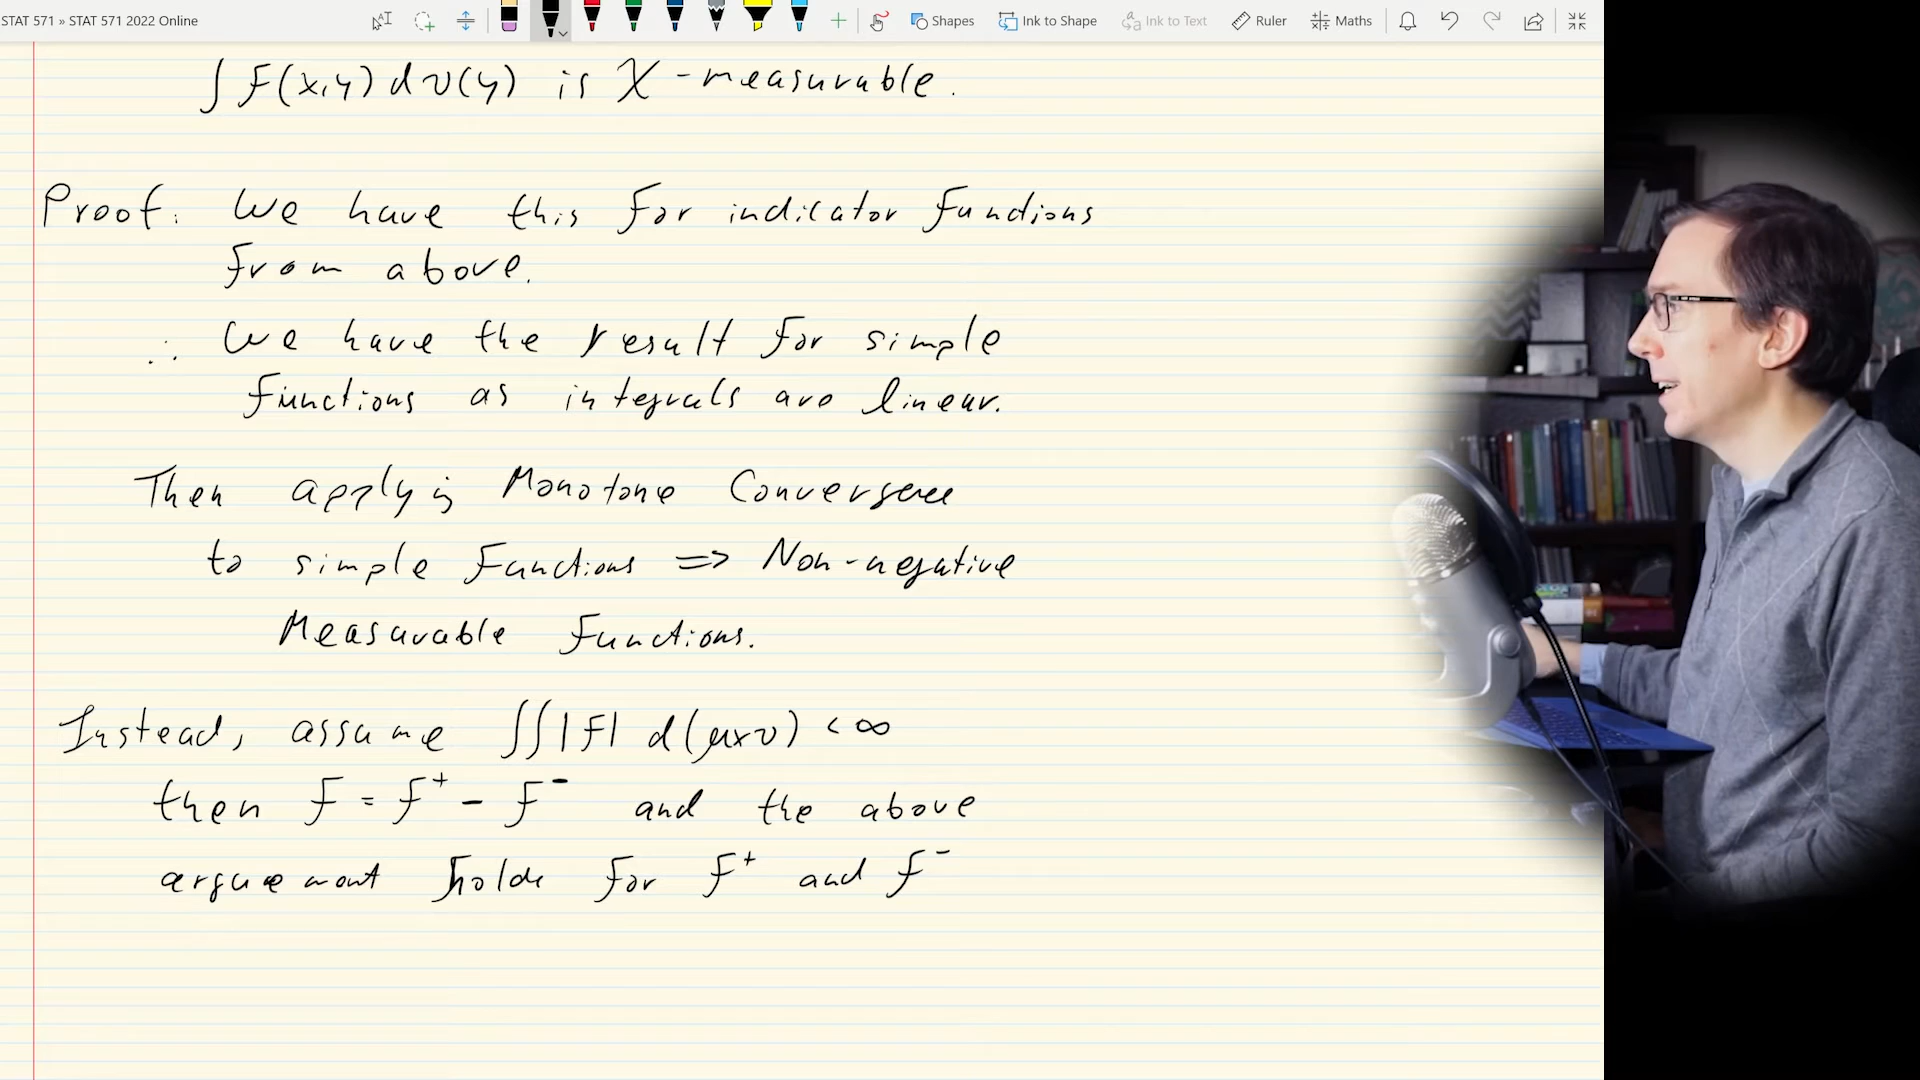 STAT 571 » STAT 571 2022 Online
Shapes
Ink to Shape
Ink to Text
Ruler
Maths
∫ f(x,y) dν(y) is X-measurable.
Proof: We have this for indicator functions
from above.
∴ We have the result for simple
functions as integrals are linear.
Then applyig Monotone Convergence
to simple functions => Non-negative
Measurable functions.
Instead, assume ∫∫|f| d(μ×ν) < ∞
then f = f⁺ - f⁻ and the above
arguement holds for f⁺ and f⁻